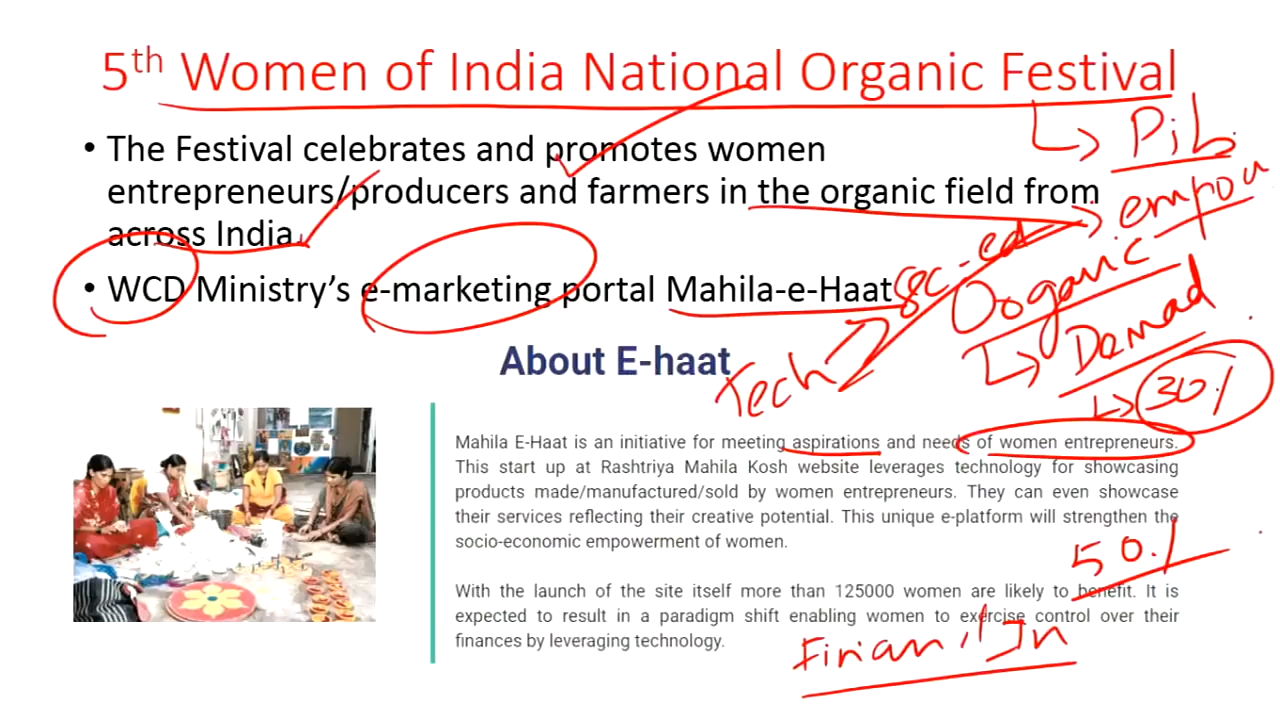 5th Women of India National Organic Festival
• The Festival celebrates and promotes women
entrepreneurs/producers and farmers in the organic field from
across India.
• WCD Ministry's e-marketing portal Mahila-e-Haat
Pib
empow
Sec-ed
Organic
Tech
Demad
30%
About E-haat
Mahila E-Haat is an initiative for meeting aspirations and needs of women entrepreneurs.
This start up at Rashtriya Mahila Kosh website leverages technology for showcasing
products made/manufactured/sold by women entrepreneurs. They can even showcase
their services reflecting their creative potential. This unique e-platform will strengthen the
socio-economic empowerment of women.
50%
With the launch of the site itself more than 125000 women are likely to benefit. It is
expected to result in a paradigm shift enabling women to exercise control over their
finances by leveraging technology.